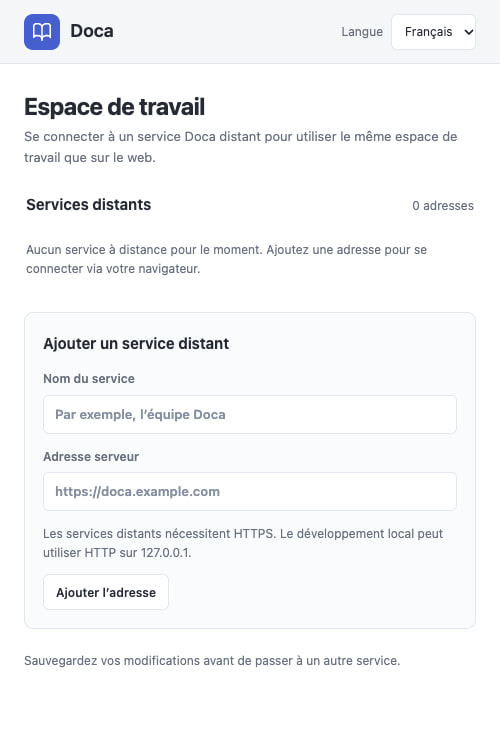 Doca
Langue
Français
Espace de travail
Se connecter à un service Doca distant pour utiliser le même espace de
travail que sur le web.
Services distants
0 adresses
Aucun service à distance pour le moment. Ajoutez une adresse pour se
connecter via votre navigateur.
Ajouter un service distant
Nom du service
Par exemple, l’équipe Doca
Adresse serveur
https://doca.example.com
Les services distants nécessitent HTTPS. Le développement local peut
utiliser HTTP sur 127.0.0.1.
Ajouter l’adresse
Sauvegardez vos modifications avant de passer à un autre service.